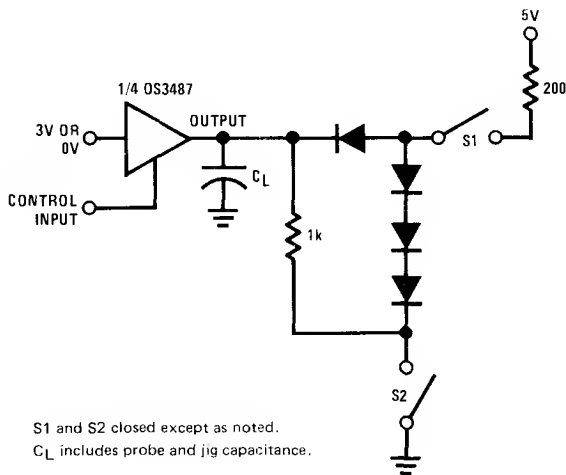 5V
1/4 OS3487
200
OUTPUT
3V OR
0V
S1
CL
CONTROL
INPUT
1k
S2
S1 and S2 closed except as noted.
CL includes probe and jig capacitance.